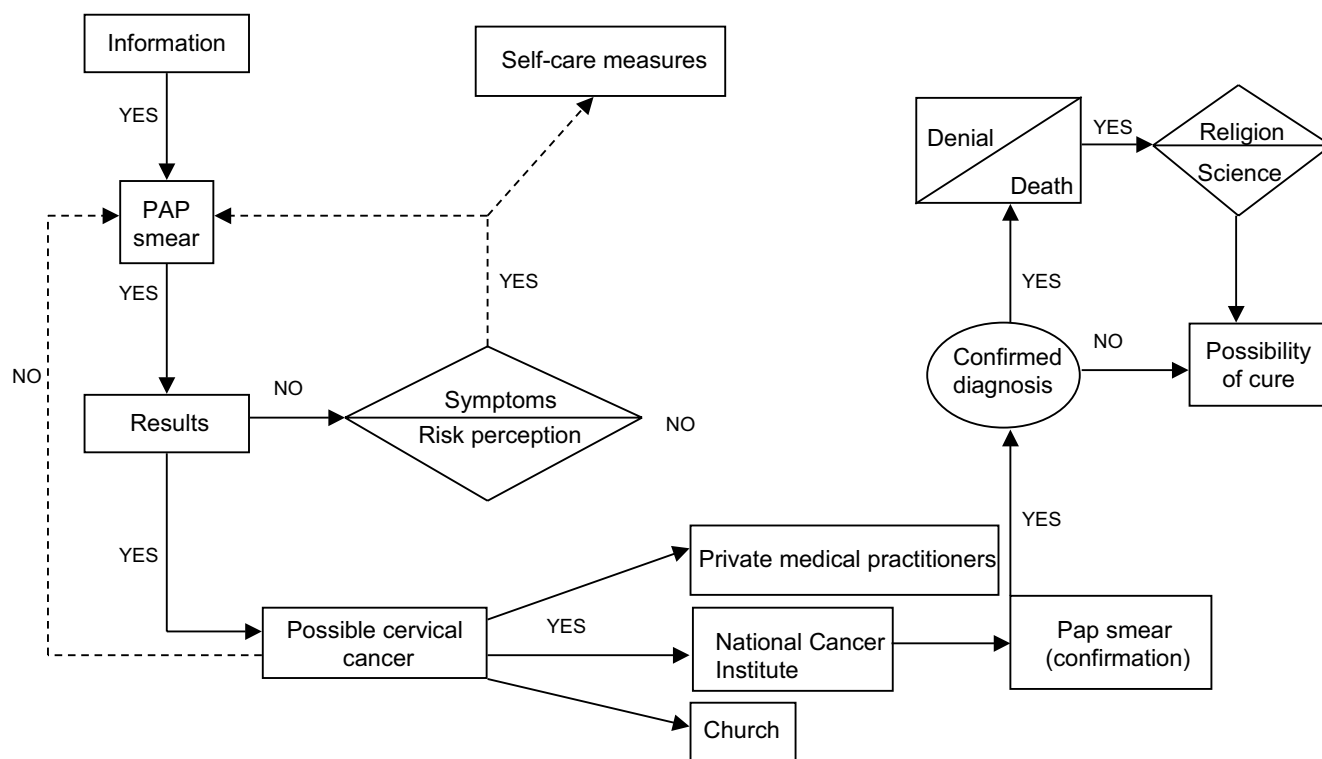 Information
YES
PAP
smear
YES
NO
Results
NO
Symptoms
Risk perception
NO
YES
Self-care measures
YES
Possible cervical
cancer
YES
Private medical practitioners
National Cancer
Institute
Church
Pap smear
(confirmation)
YES
Confirmed
diagnosis
NO
Possibility
of cure
YES
Denial
Death
YES
Religion
Science